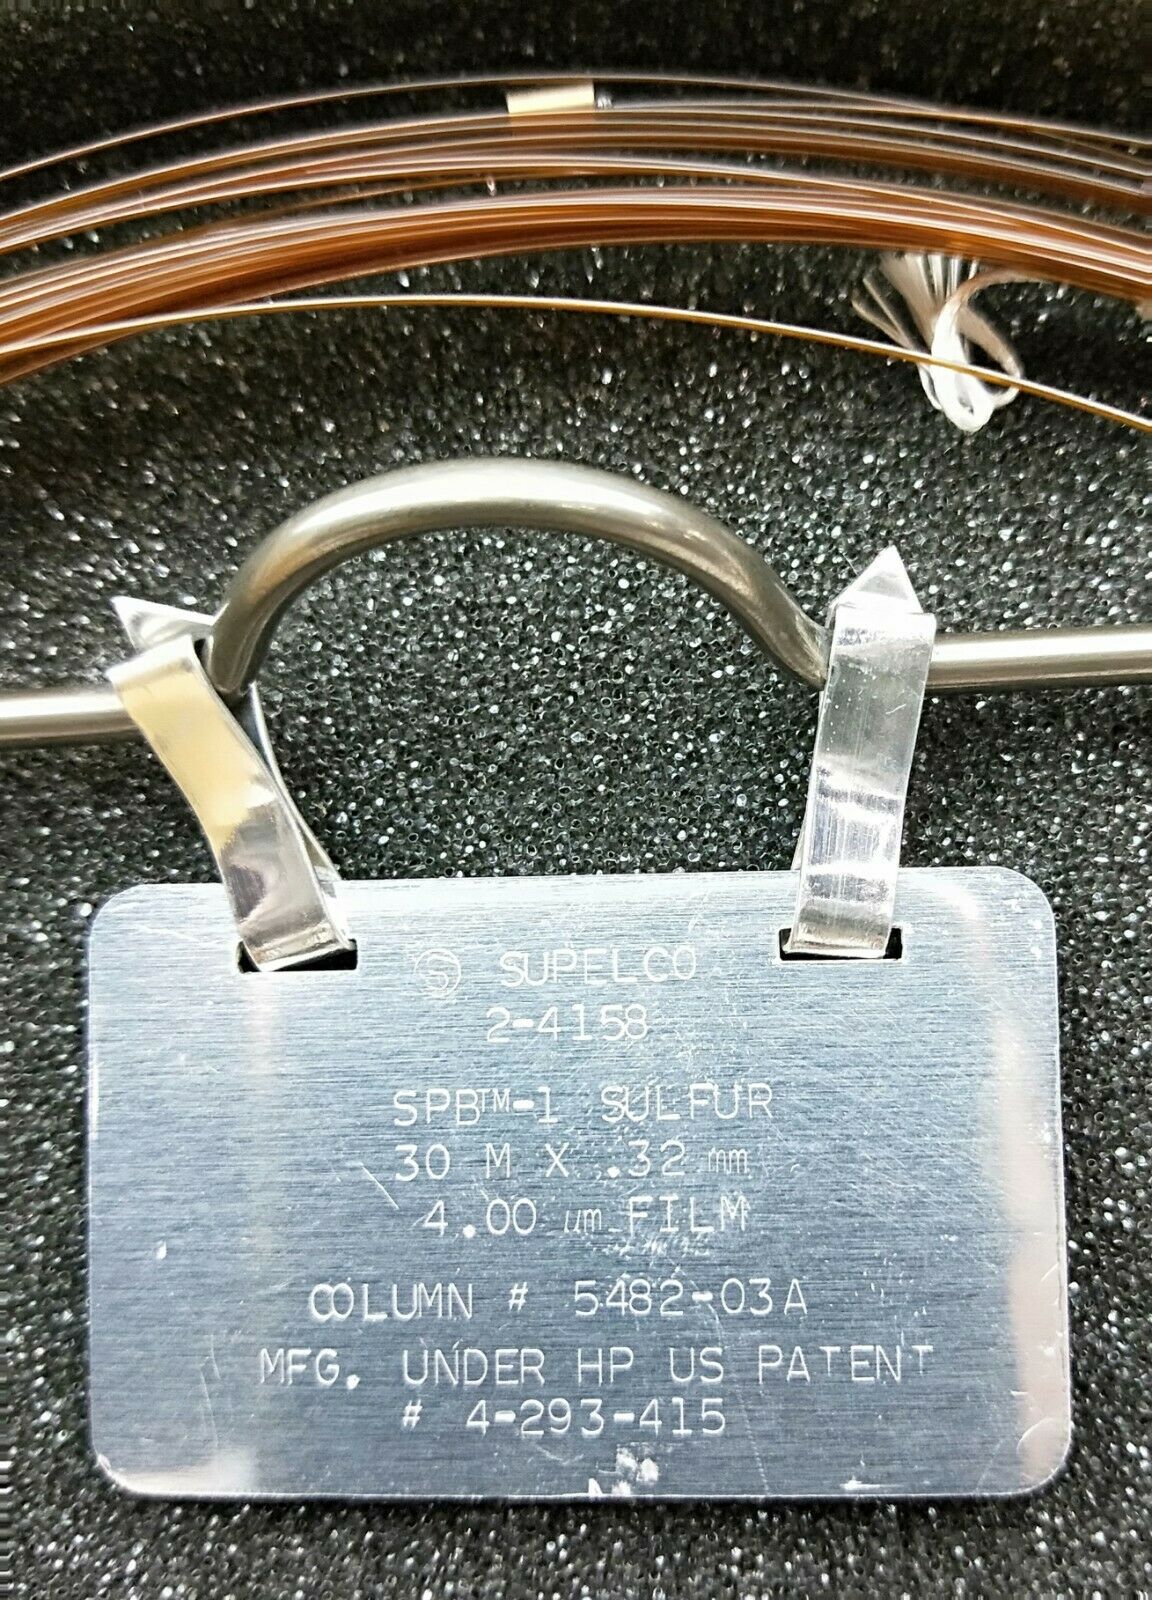 Ⓢ SUPELCO
2-4158
SPB™-1 SULFUR
30 M X .32 mm
4.00 µm FILM
COLUMN # 5482-03A
MFG. UNDER HP US PATENT
# 4-293-415